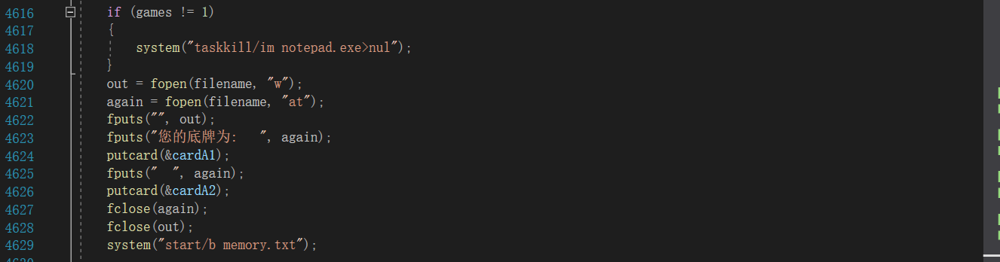 4616 if (games != 1)
4617 {
4618 system("taskkill/im notepad.exe>nul");
4619 }
4620 out = fopen(filename, "w");
4621 again = fopen(filename, "at");
4622 fputs("", out);
4623 fputs("您的底牌为:   ", again);
4624 putcard(&cardA1);
4625 fputs("  ", again);
4626 putcard(&cardA2);
4627 fclose(again);
4628 fclose(out);
4629 system("start/b memory.txt");